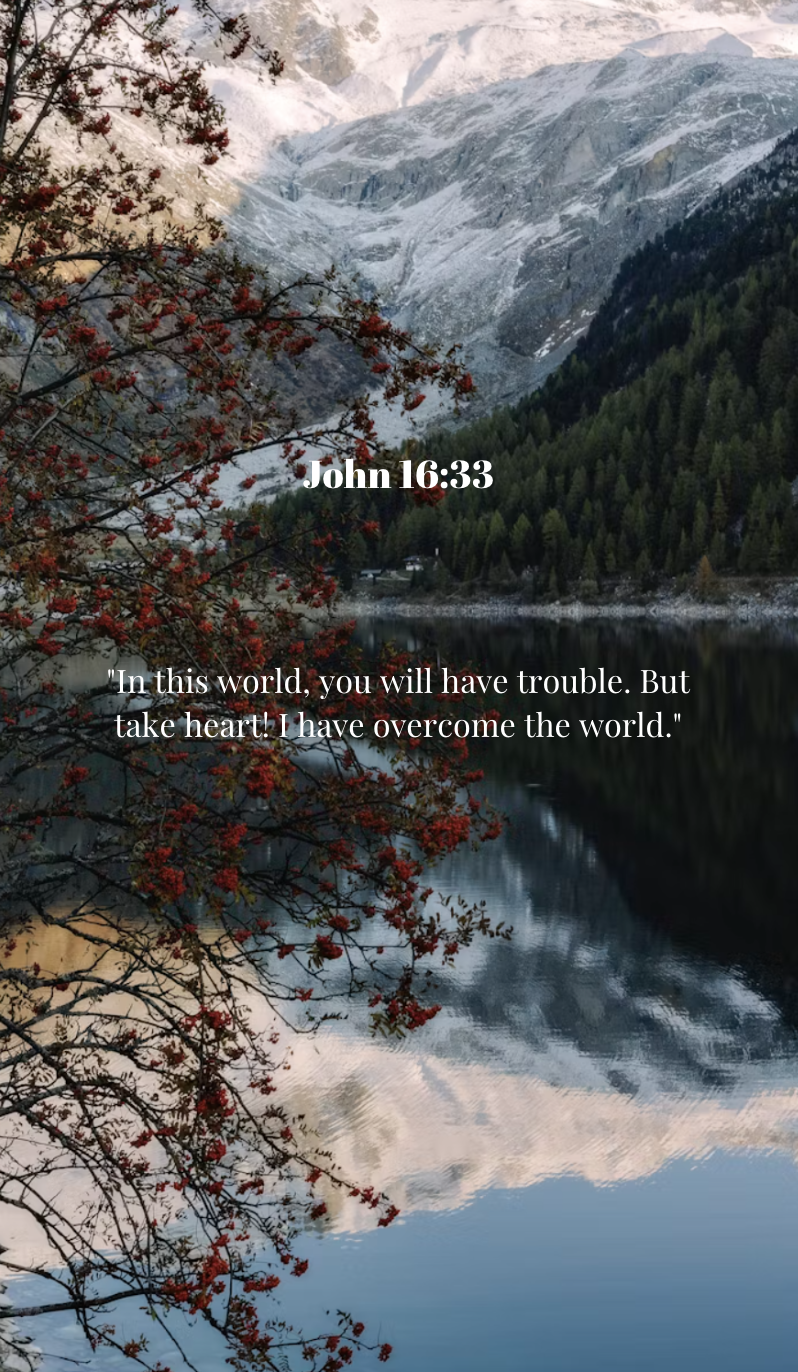 John 16:33
"In this world, you will have trouble. But
take heart! I have overcome the world."